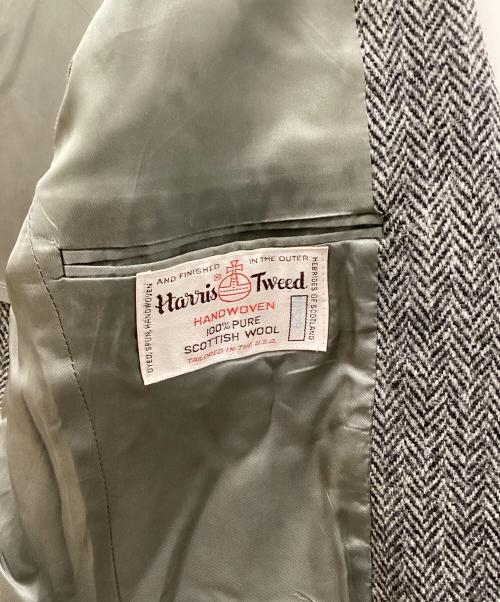 DYED, SPUN, HANDWOVEN
AND FINISHED IN THE OUTER
HEBRIDES OF SCOTLAND
Harris Tweed
®
HANDWOVEN
100% PURE
SCOTTISH WOOL
TAILORED IN THE U.S.A.